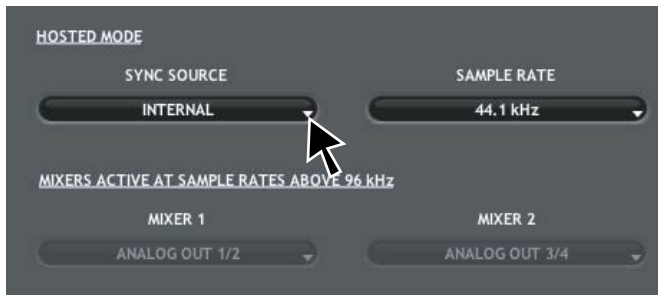 HOSTED MODE
SYNC SOURCE SAMPLE RATE
INTERNAL 44.1 kHz
MIXERS ACTIVE AT SAMPLE RATES ABOVE 96 kHz
MIXER 1 MIXER 2
ANALOG OUT 1/2 ANALOG OUT 3/4